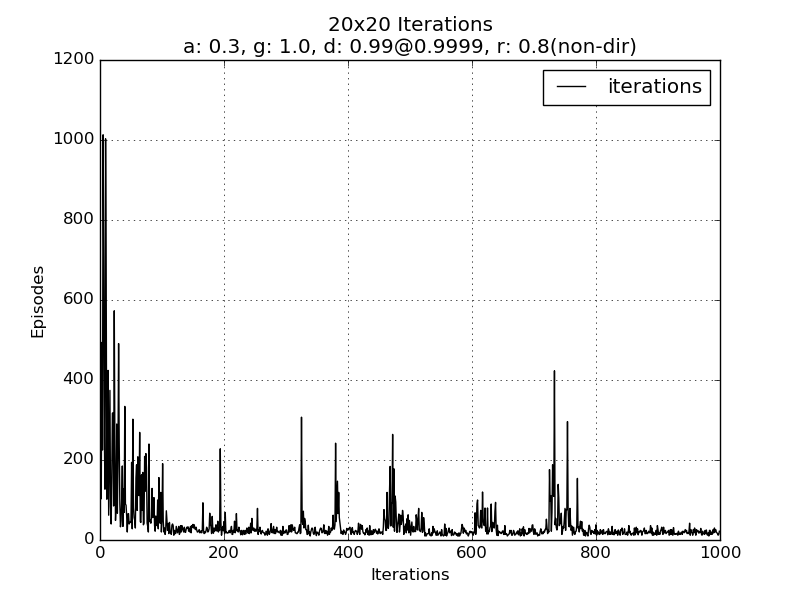 20x20 Iterations
a: 0.3, g: 1.0, d: 0.99@0.9999, r: 0.8(non-dir)
1200
iterations
1000
800
600
Episodes
400
200
0
0 200 400 600 800 1000
Iterations